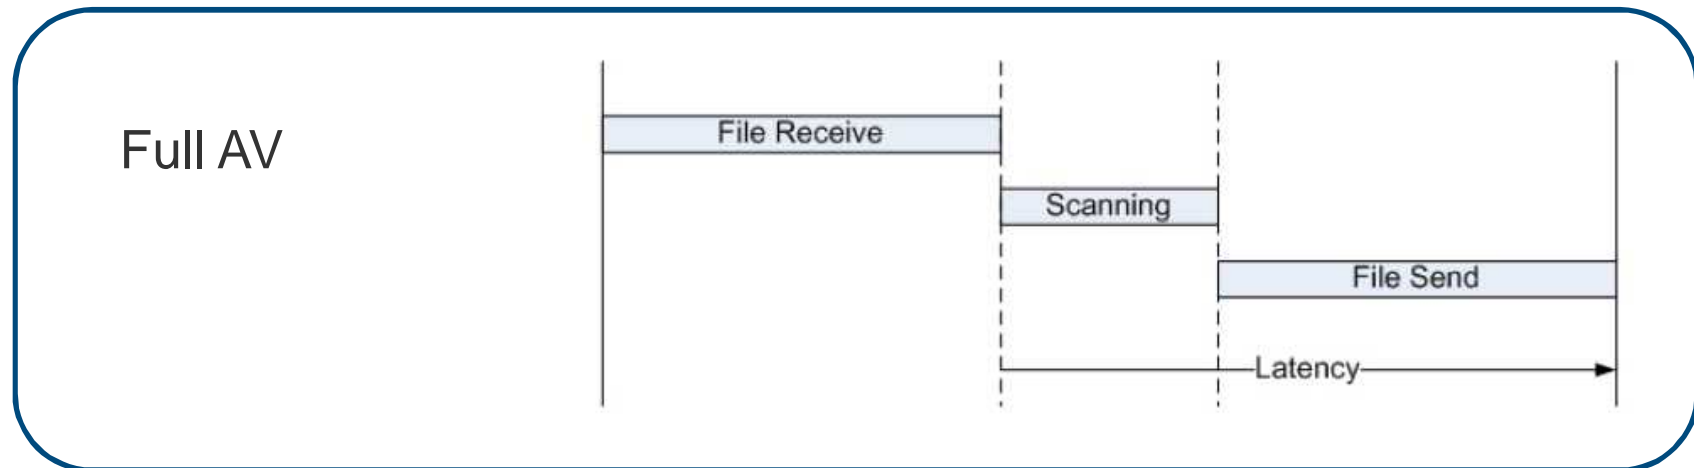 Full AV
File Receive
Scanning
File Send
Latency